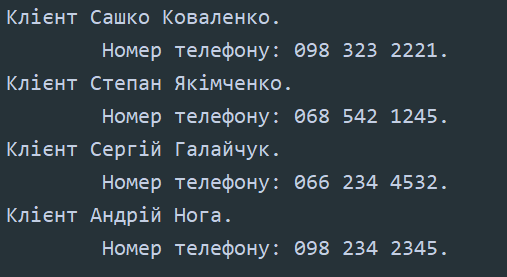 Клієнт Сашко Коваленко.
Номер телефону: 098 323 2221.
Клієнт Степан Якімченко.
Номер телефону: 068 542 1245.
Клієнт Сергій Галайчук.
Номер телефону: 066 234 4532.
Клієнт Андрій Нога.
Номер телефону: 098 234 2345.